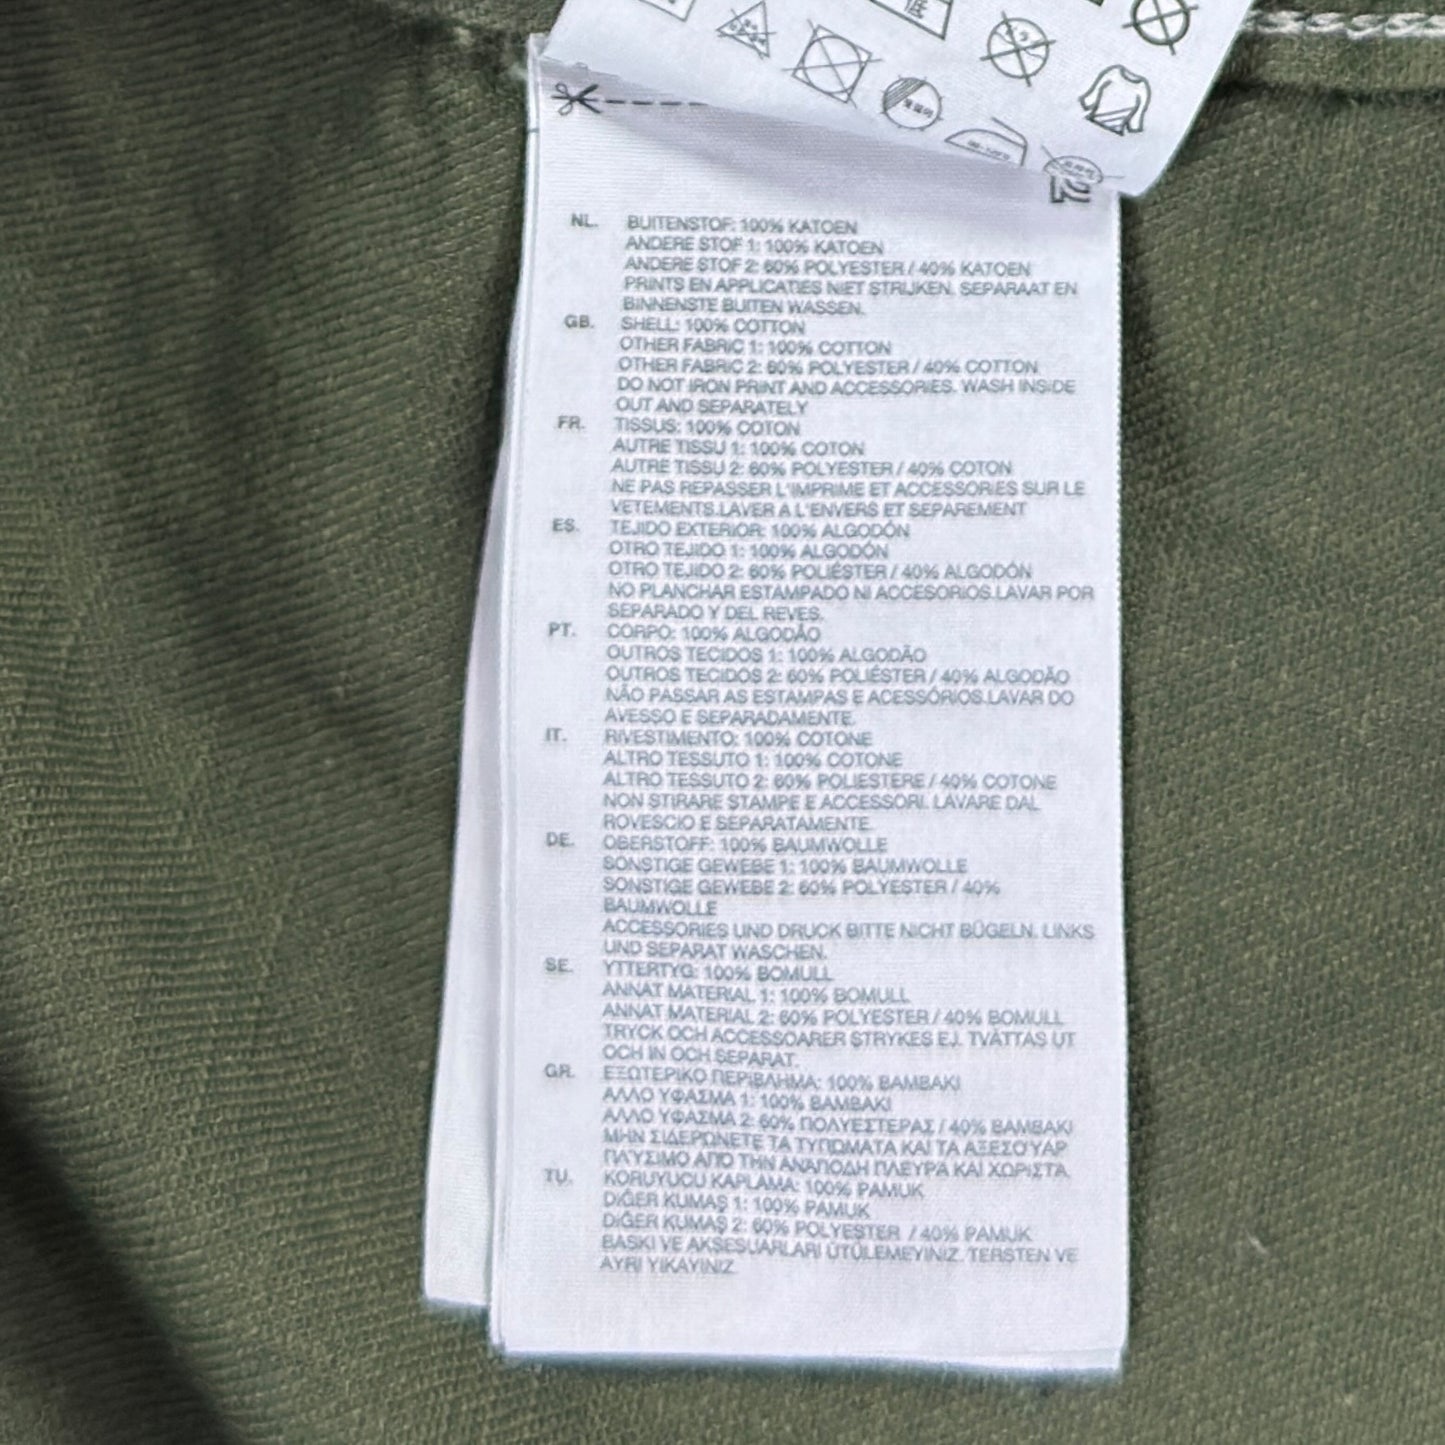 NL. BUITENSTOF: 100% KATOEN
ANDERE STOF 1: 100% KATOEN
ANDERE STOF 2: 60% POLYESTER / 40% KATOEN
PRINTS EN APPLICATIES NIET STRIJKEN. SEPARAAT EN
BINNENSTE BUITEN WASSEN.
GB. SHELL: 100% COTTON
OTHER FABRIC 1: 100% COTTON
OTHER FABRIC 2: 60% POLYESTER / 40% COTTON
DO NOT IRON PRINT AND ACCESSORIES. WASH INSIDE
OUT AND SEPARATELY
FR. TISSUS: 100% COTON
AUTRE TISSU 1: 100% COTON
AUTRE TISSU 2: 60% POLYESTER / 40% COTON
NE PAS REPASSER L'IMPRIME ET ACCESSORIES SUR LE
VETEMENTS.LAVER A L'ENVERS ET SEPAREMENT
ES. TEJIDO EXTERIOR: 100% ALGODÓN
OTRO TEJIDO 1: 100% ALGODÓN
OTRO TEJIDO 2: 60% POLIÉSTER / 40% ALGODÓN
NO PLANCHAR ESTAMPADO NI ACCESORIOS.LAVAR POR
SEPARADO Y DEL REVES.
PT. CORPO: 100% ALGODÃO
OUTROS TECIDOS 1: 100% ALGODÃO
OUTROS TECIDOS 2: 60% POLIÉSTER / 40% ALGODÃO
NÃO PASSAR AS ESTAMPAS E ACESSÓRIOS.LAVAR DO
AVESSO E SEPARADAMENTE.
IT. RIVESTIMENTO: 100% COTONE
ALTRO TESSUTO 1: 100% COTONE
ALTRO TESSUTO 2: 60% POLIESTERE / 40% COTONE
NON STIRARE STAMPE E ACCESSORI. LAVARE DAL
ROVESCIO E SEPARATAMENTE.
DE. OBERSTOFF: 100% BAUMWOLLE
SONSTIGE GEWEBE 1: 100% BAUMWOLLE
SONSTIGE GEWEBE 2: 60% POLYESTER / 40%
BAUMWOLLE
ACCESSORIES UND DRUCK BITTE NICHT BÜGELN. LINKS
UND SEPARAT WASCHEN.
SE. YTTERTYG: 100% BOMULL
ANNAT MATERIAL 1: 100% BOMULL
ANNAT MATERIAL 2: 60% POLYESTER / 40% BOMULL
TRYCK OCH ACCESSOARER STRYKES EJ. TVÄTTAS UT
OCH IN OCH SEPARAT.
GR. ΕΞΩΤΕΡΙΚΟ ΠΕΡΙΒΛΗΜΑ: 100% ΒΑΜΒΑΚΙ
ΑΛΛΟ ΥΦΑΣΜΑ 1: 100% ΒΑΜΒΑΚΙ
ΑΛΛΟ ΥΦΑΣΜΑ 2: 60% ΠΟΛΥΕΣΤΕΡΑΣ / 40% ΒΑΜΒΑΚΙ
ΜΗΝ ΣΙΔΕΡΩΝΕΤΕ ΤΑ ΤΥΠΩΜΑΤΑ ΚΑΙ ΤΑ ΑΞΕΣΟΥΑΡ
ΠΛΥΣΙΜΟ ΑΠΟ ΤΗΝ ΑΝΑΠΟΔΗ ΠΛΕΥΡΑ ΚΑΙ ΧΩΡΙΣΤΑ
TU. KORUYUCU KAPLAMA: 100% PAMUK
DİĞER KUMAŞ 1: 100% PAMUK
DİĞER KUMAŞ 2: 60% POLYESTER / 40% PAMUK
BASKI VE AKSESUARLARI ÜTÜLEMEYINIZ. TERSTEN VE
AYRI YIKAYINIZ.